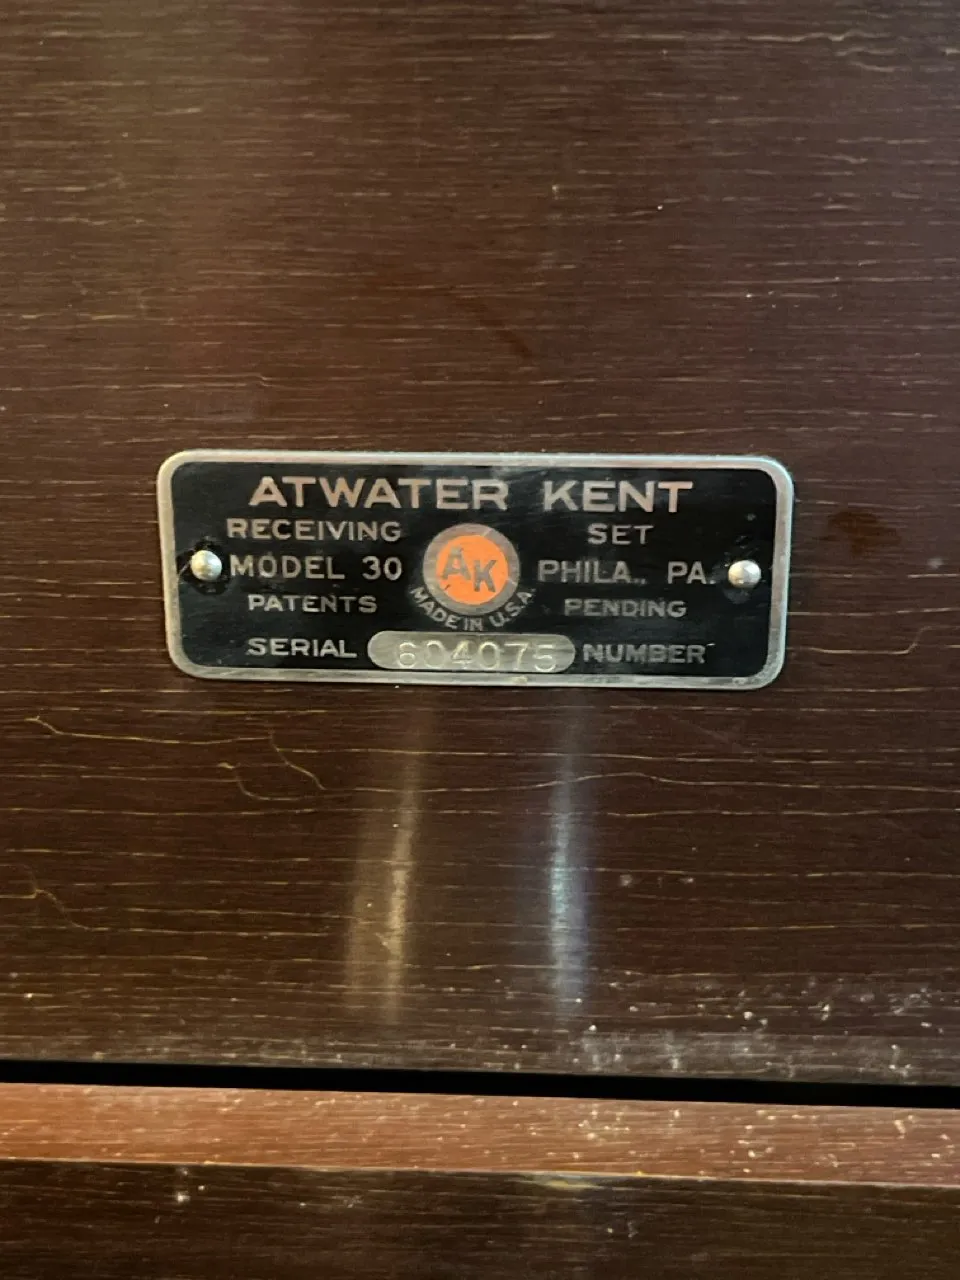 ATWATER KENT
RECEIVING SET
MODEL 30 AK PHILA., PA.
MADE IN U.S.A.
PATENTS PENDING
SERIAL 604075 NUMBER